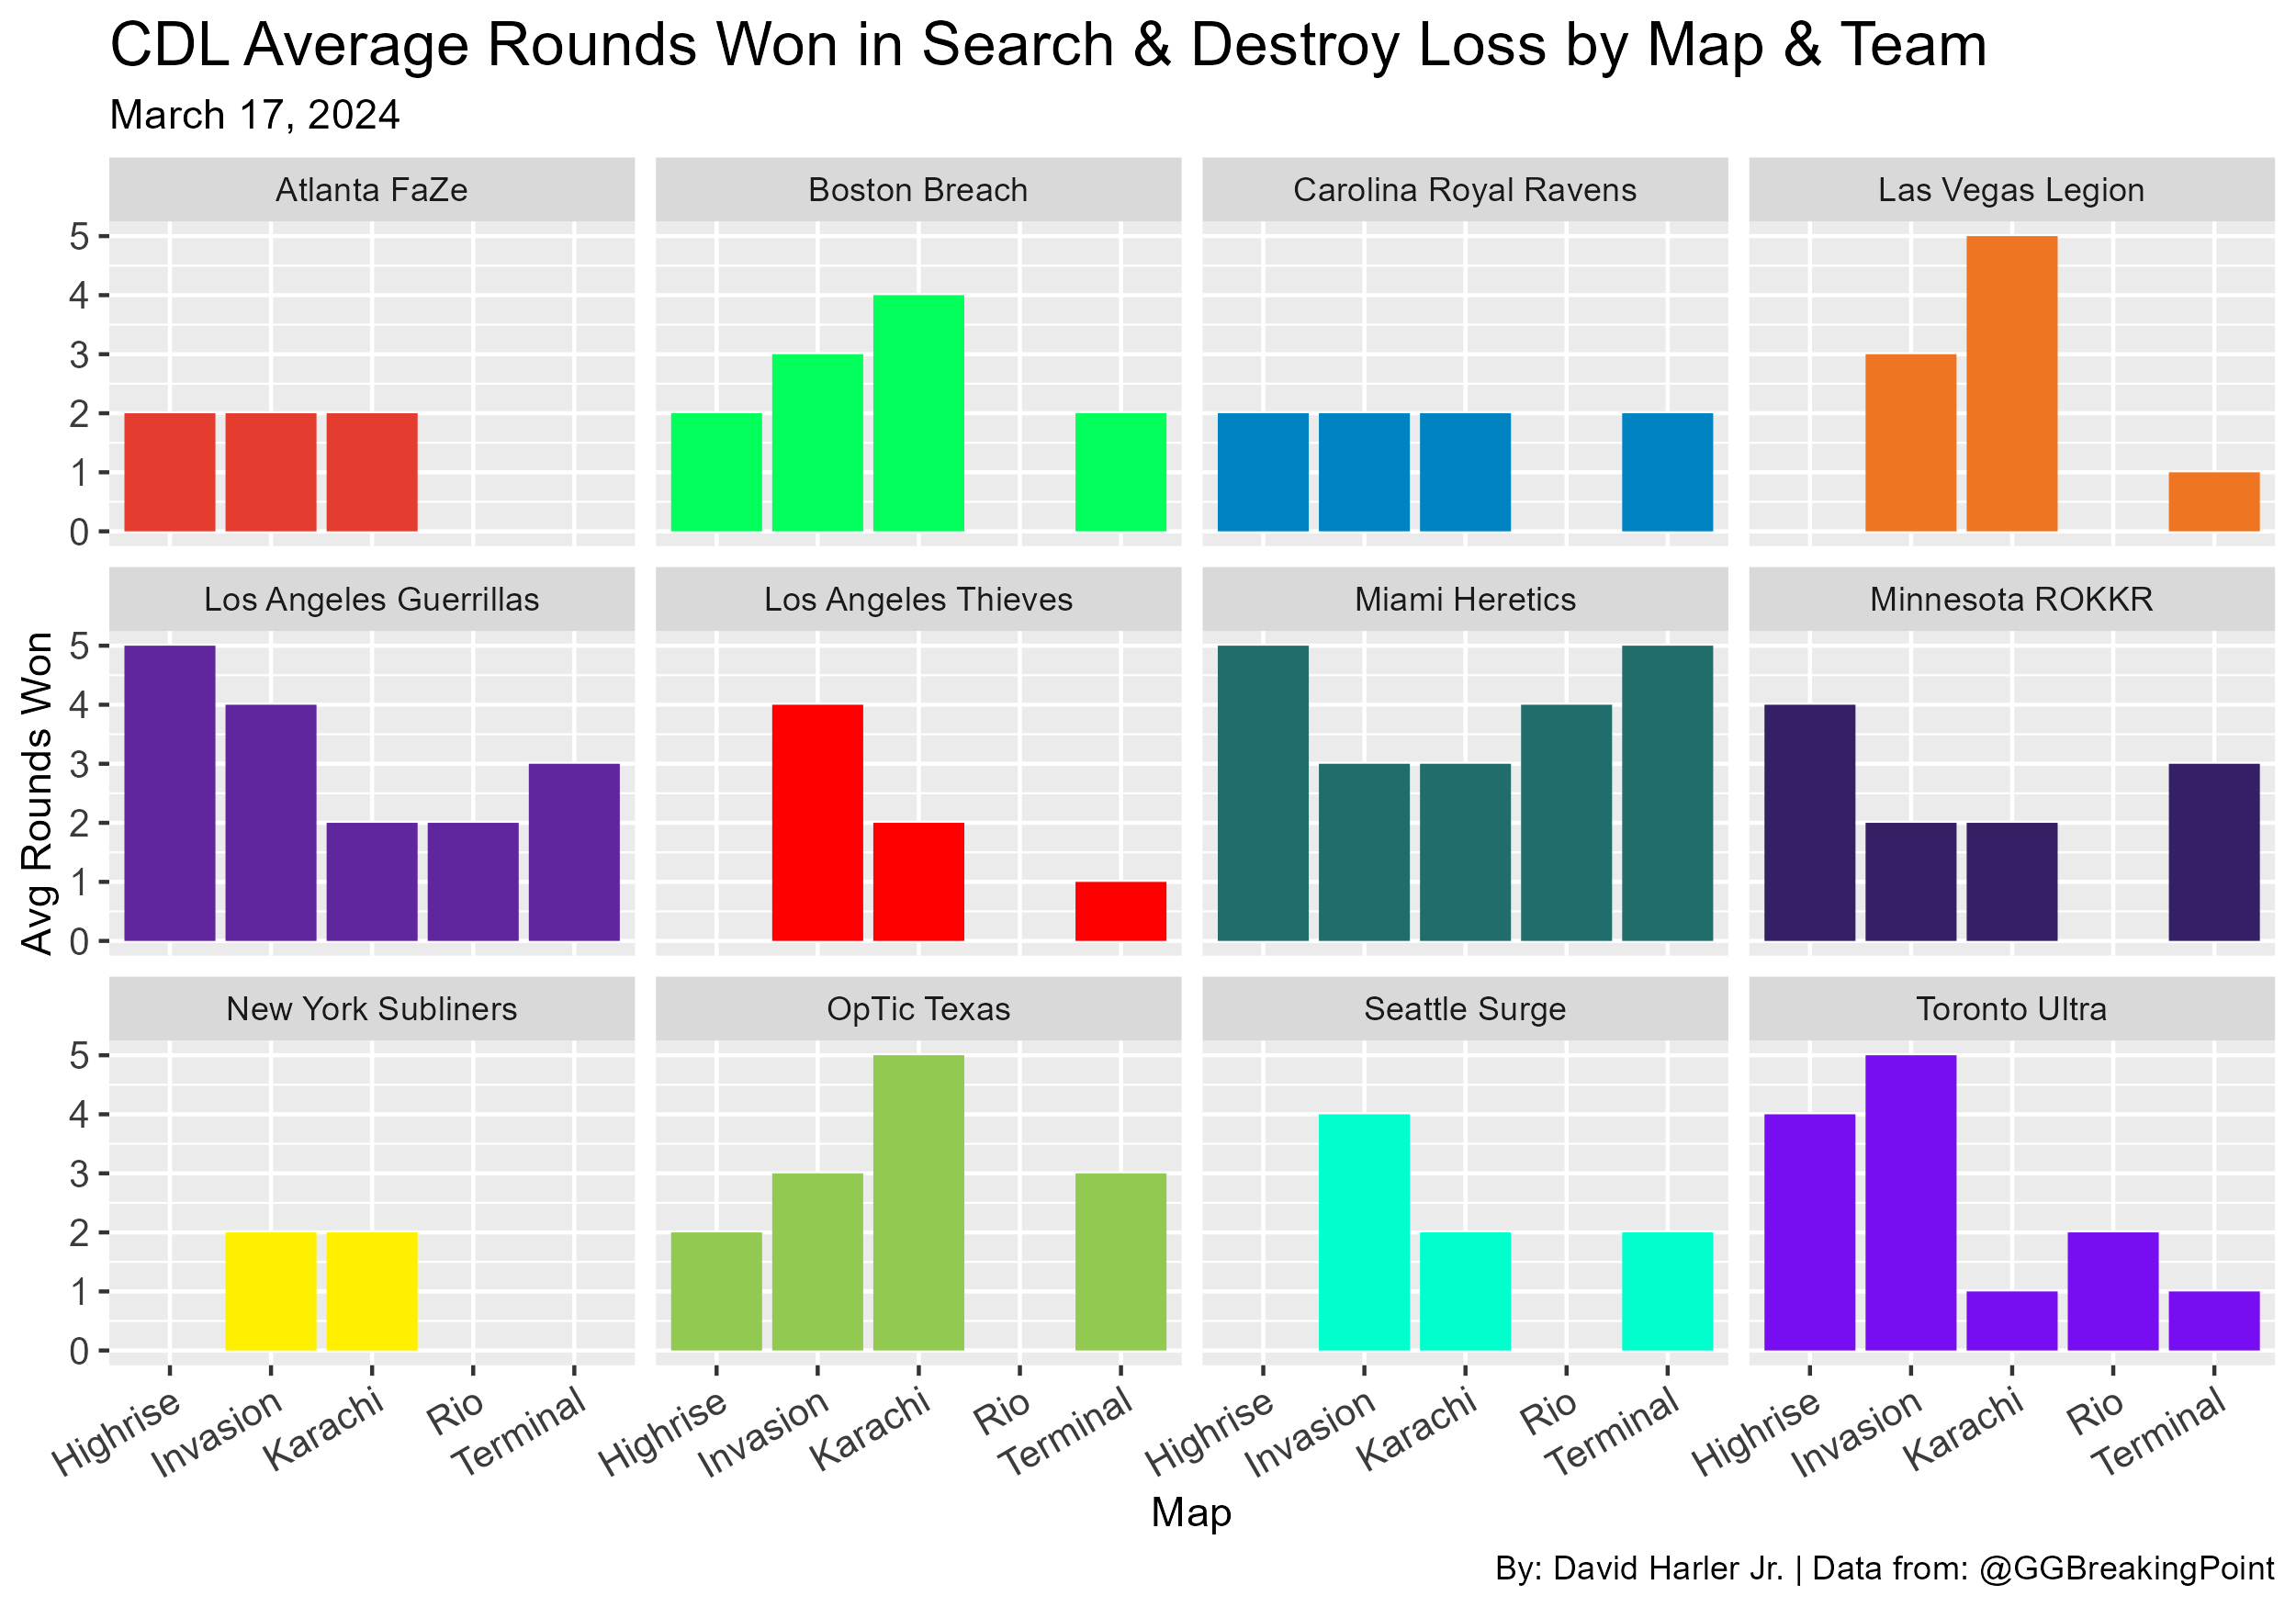 CDL Average Rounds Won in Search & Destroy Loss by Map & Team
March 17, 2024
Atlanta FaZe
Boston Breach
Carolina Royal Ravens
Las Vegas Legion
5
4
3
2
1
0
Los Angeles Guerrillas
Los Angeles Thieves
Miami Heretics
Minnesota ROKKR
Avg Rounds Won
5
4
3
2
1
0
New York Subliners
OpTic Texas
Seattle Surge
Toronto Ultra
5
4
3
2
1
0
Highrise
Invasion
Karachi
Rio
Terminal
Highrise
Invasion
Karachi
Rio
Terminal
Highrise
Invasion
Karachi
Rio
Terminal
Highrise
Invasion
Karachi
Rio
Terminal
Map
By: David Harler Jr. | Data from: @GGBreakingPoint